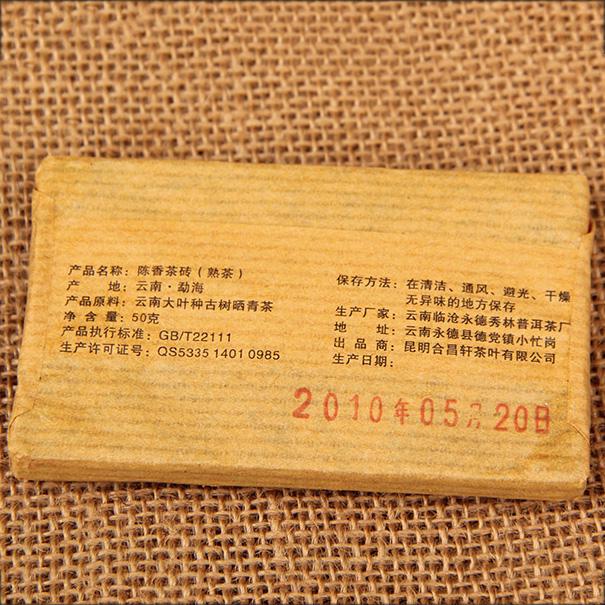 产品名称：陈香茶砖（熟茶）
产 地：云南·勐海
产品原料：云南大叶种古树晒青茶
净 含 量：50克
产品执行标准：GB/T22111
生产许可证号：QS5335 1401 0985
保存方法：在清洁、通风、避光、干燥
无异味的地方保存
生产厂家：云南临沧永德秀林普洱茶厂
地 址：云南永德县德党镇小忙岗
出 品 商：昆明合昌轩茶叶有限公司
生产日期：
2010年05月20日